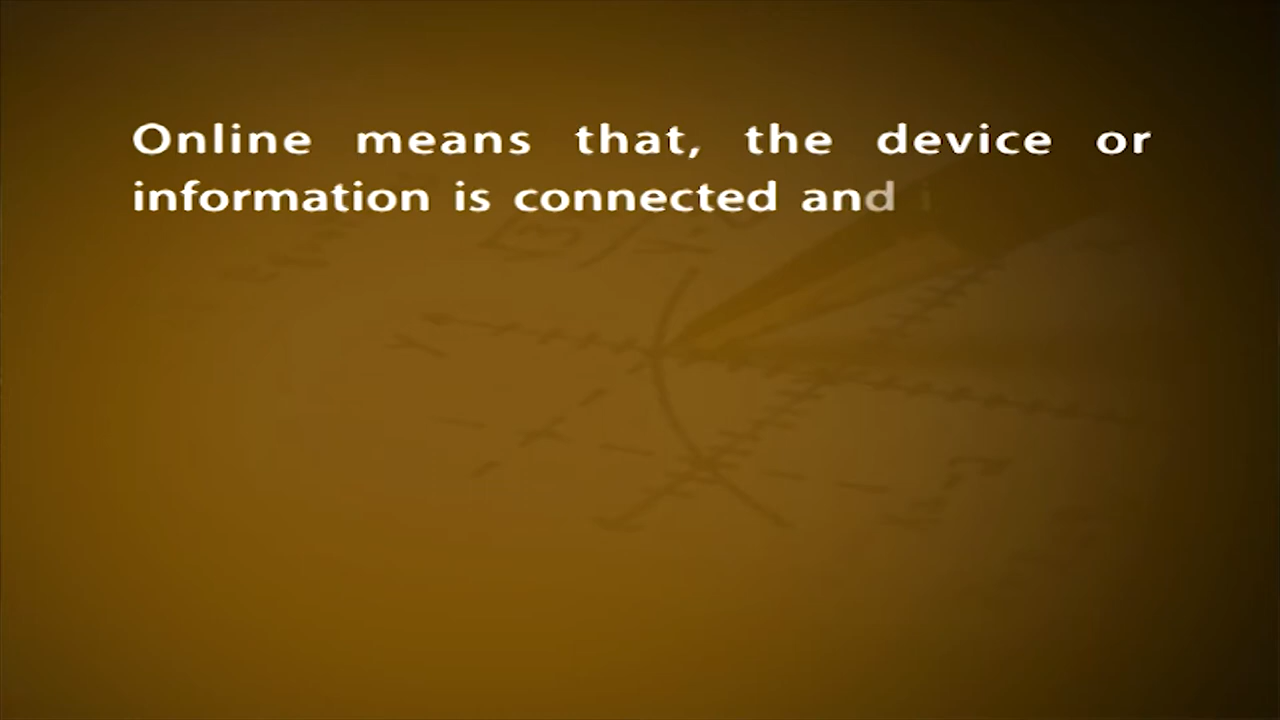 Online means that, the device or
information is connected and i